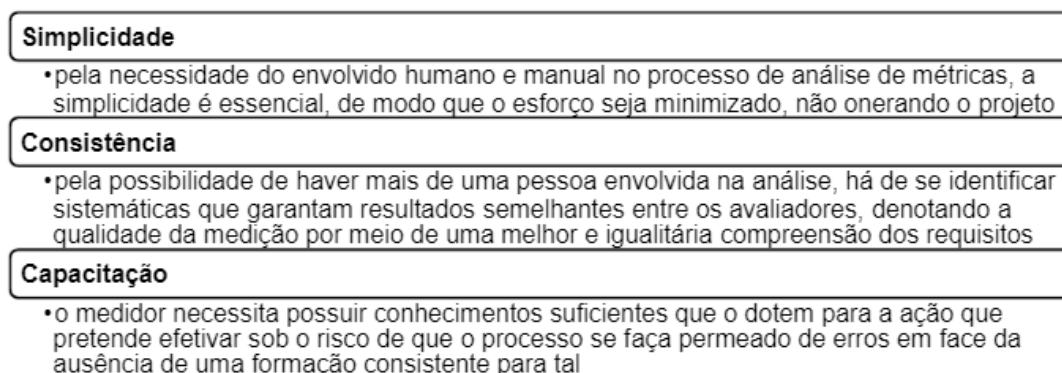 Simplicidade
•pela necessidade do envolvido humano e manual no processo de análise de métricas, a
simplicidade é essencial, de modo que o esforço seja minimizado, não onerando o projeto
Consistência
•pela possibilidade de haver mais de uma pessoa envolvida na análise, há de se identificar
sistemáticas que garantam resultados semelhantes entre os avaliadores, denotando a
qualidade da medição por meio de uma melhor e igualitária compreensão dos requisitos
Capacitação
•o medidor necessita possuir conhecimentos suficientes que o dotem para a ação que
pretende efetivar sob o risco de que o processo se faça permeado de erros em face da
ausência de uma formação consistente para tal